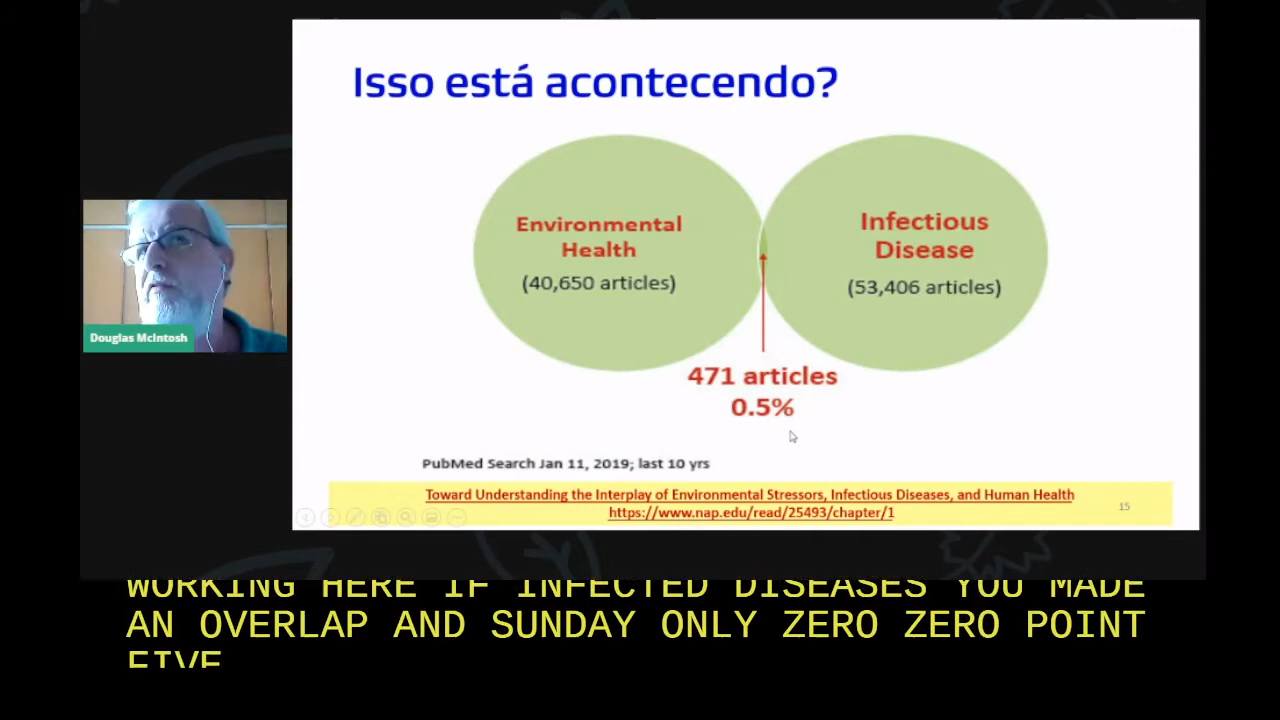 Isso está acontecendo?
Environmental
Health
(40,650 articles)
Infectious
Disease
(53,406 articles)
471 articles
0.5%
PubMed Search Jan 11, 2019; last 10 yrs
Toward Understanding the Interplay of Environmental Stressors, Infectious Diseases, and Human Health
https://www.nap.edu/read/25493/chapter/1
15
Douglas McIntosh
WORKING HERE IF INFECTED DISEASES YOU MADE
AN OVERLAP AND SUNDAY ONLY ZERO ZERO POINT
FIVE